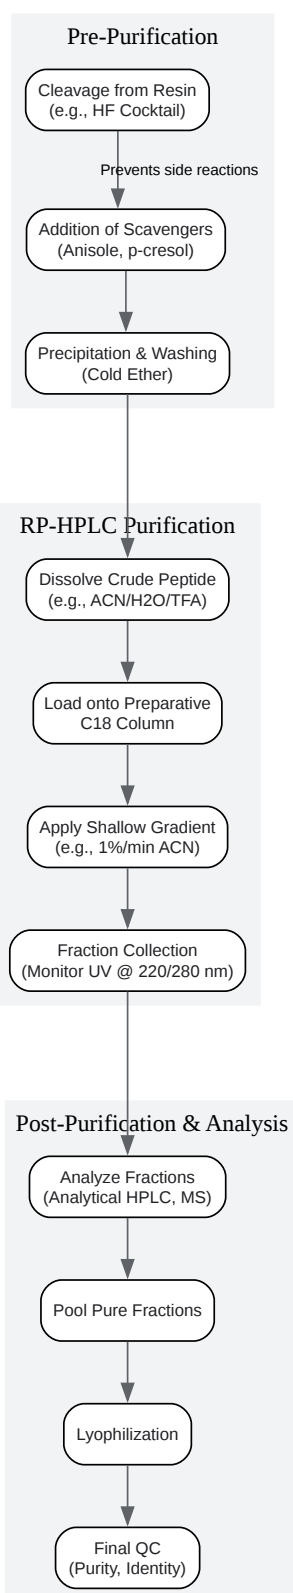 Pre-Purification
Cleavage from Resin
(e.g., HF Cocktail)
Prevents side reactions
Addition of Scavengers
(Anisole, p-cresol)
Precipitation & Washing
(Cold Ether)
RP-HPLC Purification
Dissolve Crude Peptide
(e.g., ACN/H2O/TFA)
Load onto Preparative
C18 Column
Apply Shallow Gradient
(e.g., 1%/min ACN)
Fraction Collection
(Monitor UV @ 220/280 nm)
Post-Purification & Analysis
Analyze Fractions
(Analytical HPLC, MS)
Pool Pure Fractions
Lyophilization
Final QC
(Purity, Identity)